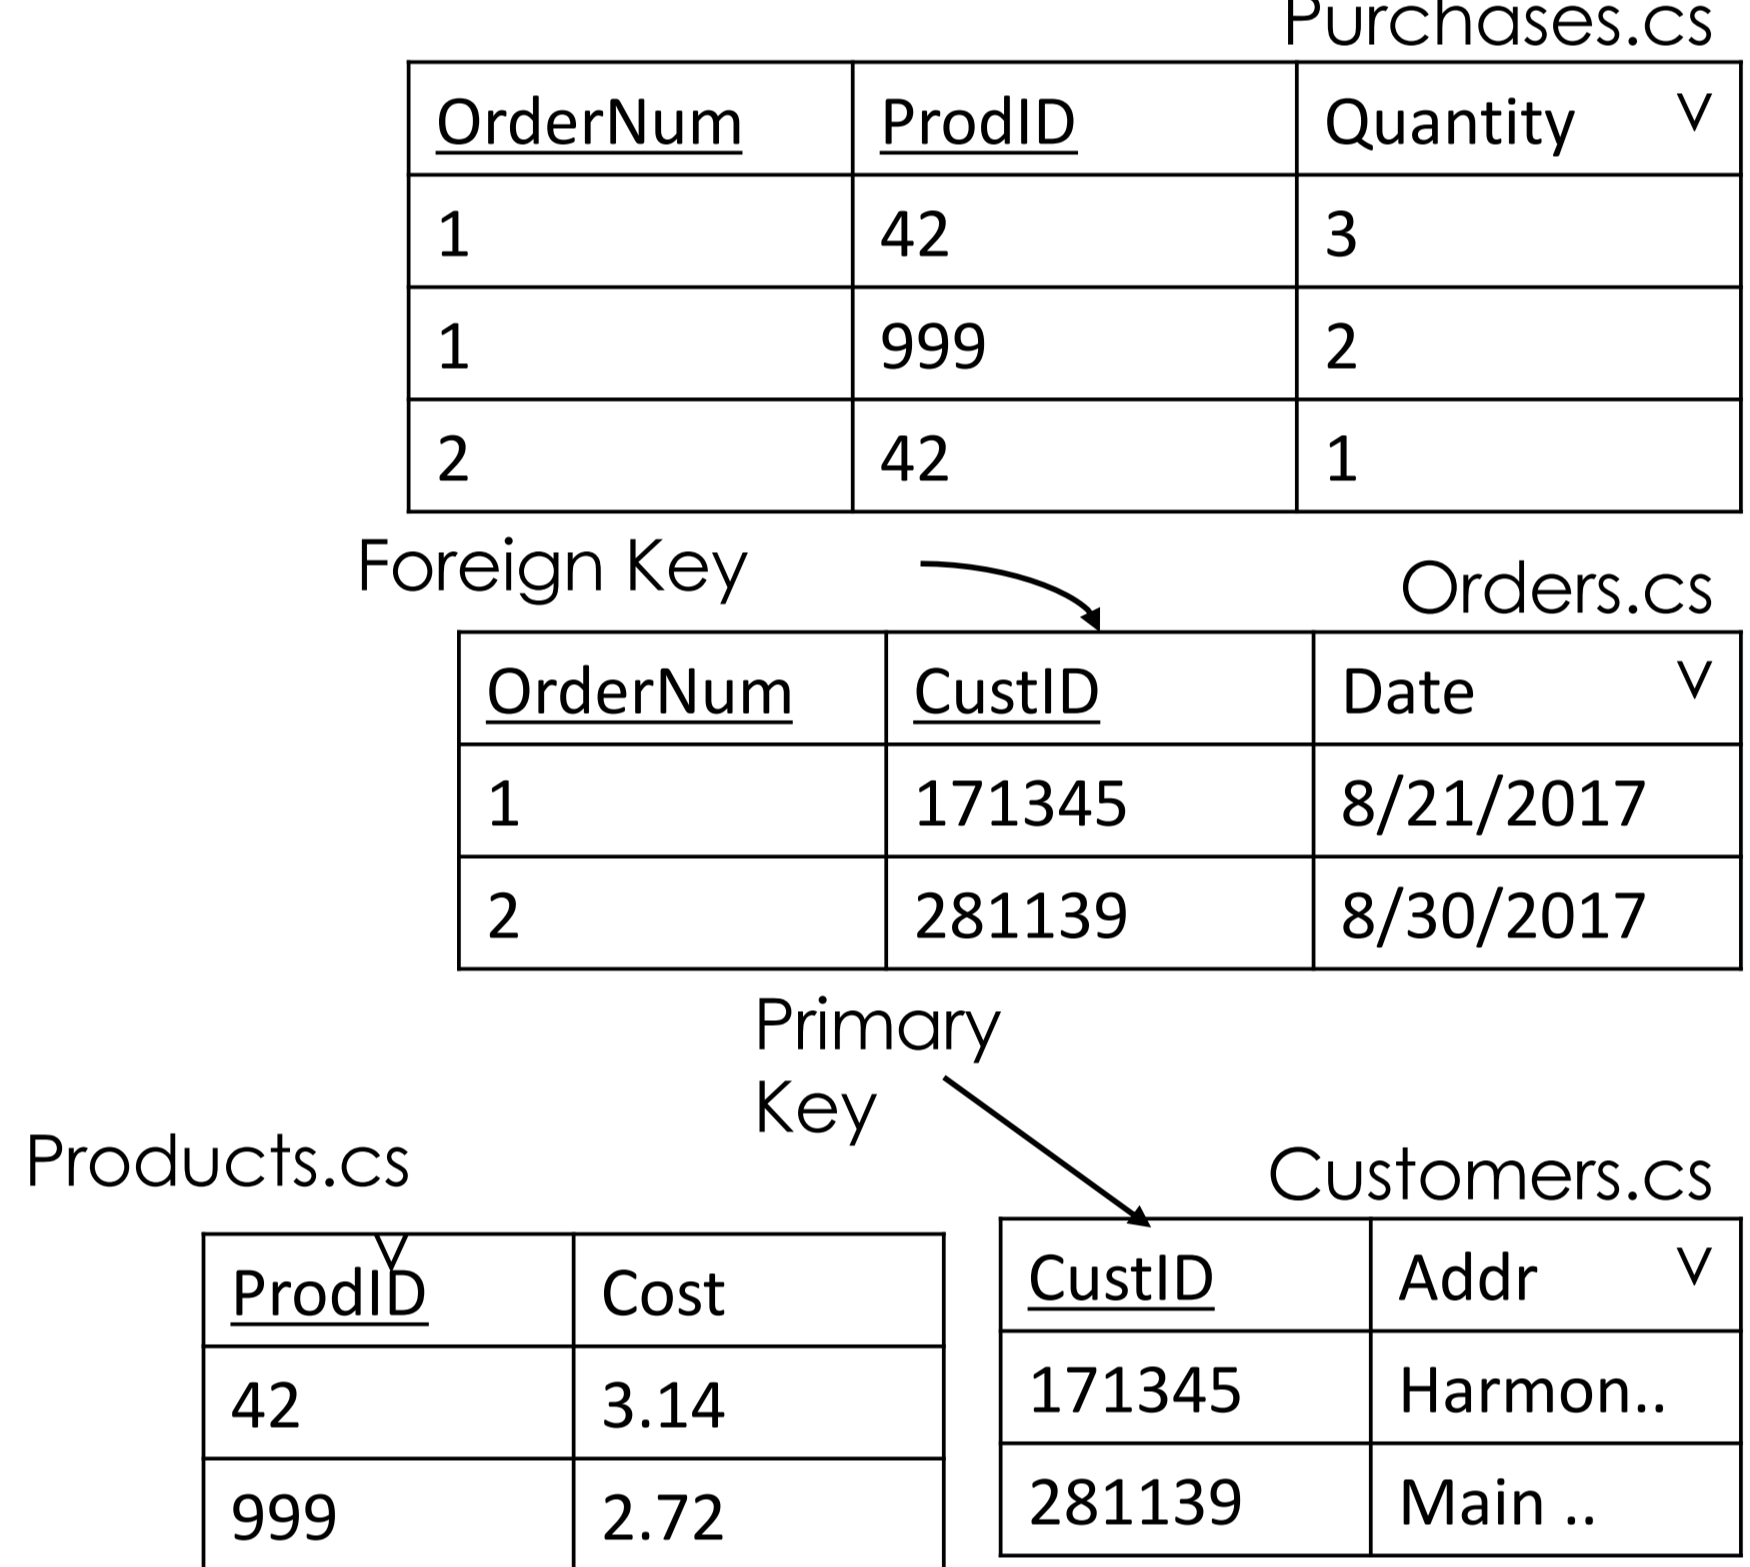 Purchases.cs
OrderNum ProdID Quantity v
1 42 3
1 999 2
2 42 1
Foreign Key
Orders.cs
OrderNum CustID Date v
1 171345 8/21/2017
2 281139 8/30/2017
Primary
Key
Products.cs
v
ProdID Cost
42 3.14
999 2.72
Customers.cs
CustID Addr v
171345 Harmon..
281139 Main ..